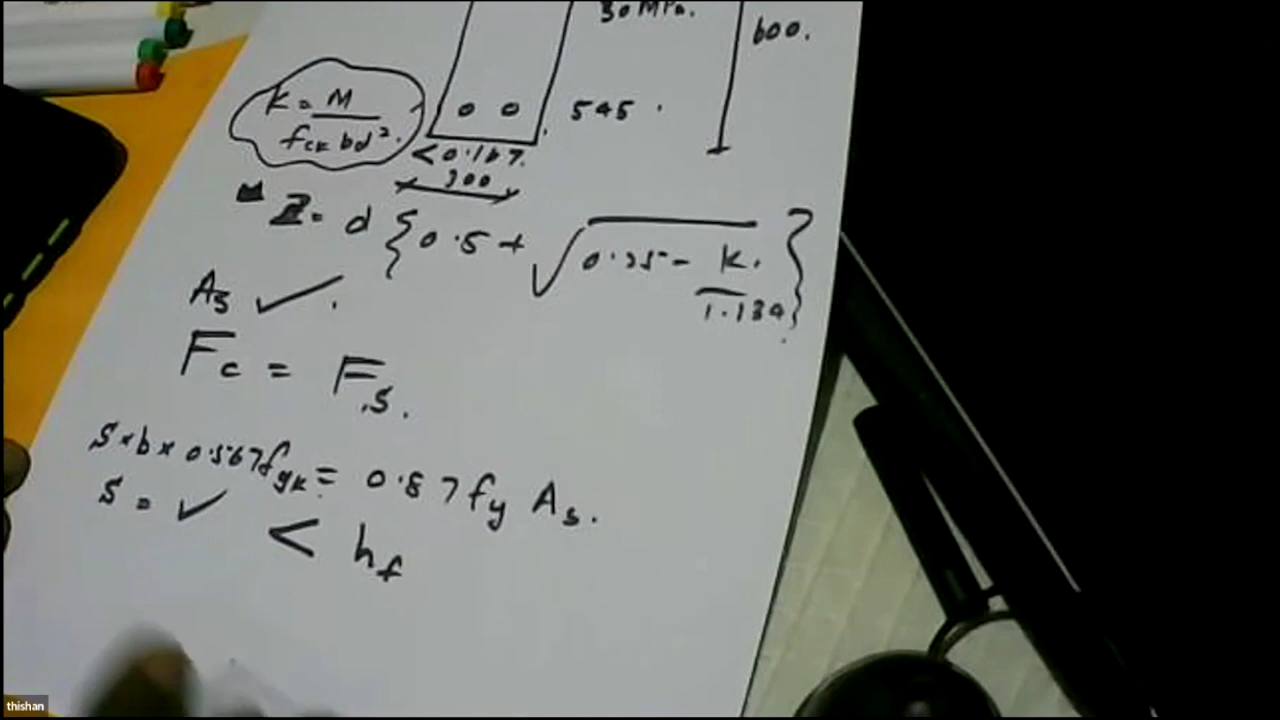 30 MPa.
600.
K = M / fck bd².
545.
< 0.167.
300
Z = d { 0.5 + √ 0.25 - K. / 1.134 }
As ✓.
Fc = Fs.
S × b × 0.567 fck = 0.87 fy As.
S = ✓ < hf
thishan